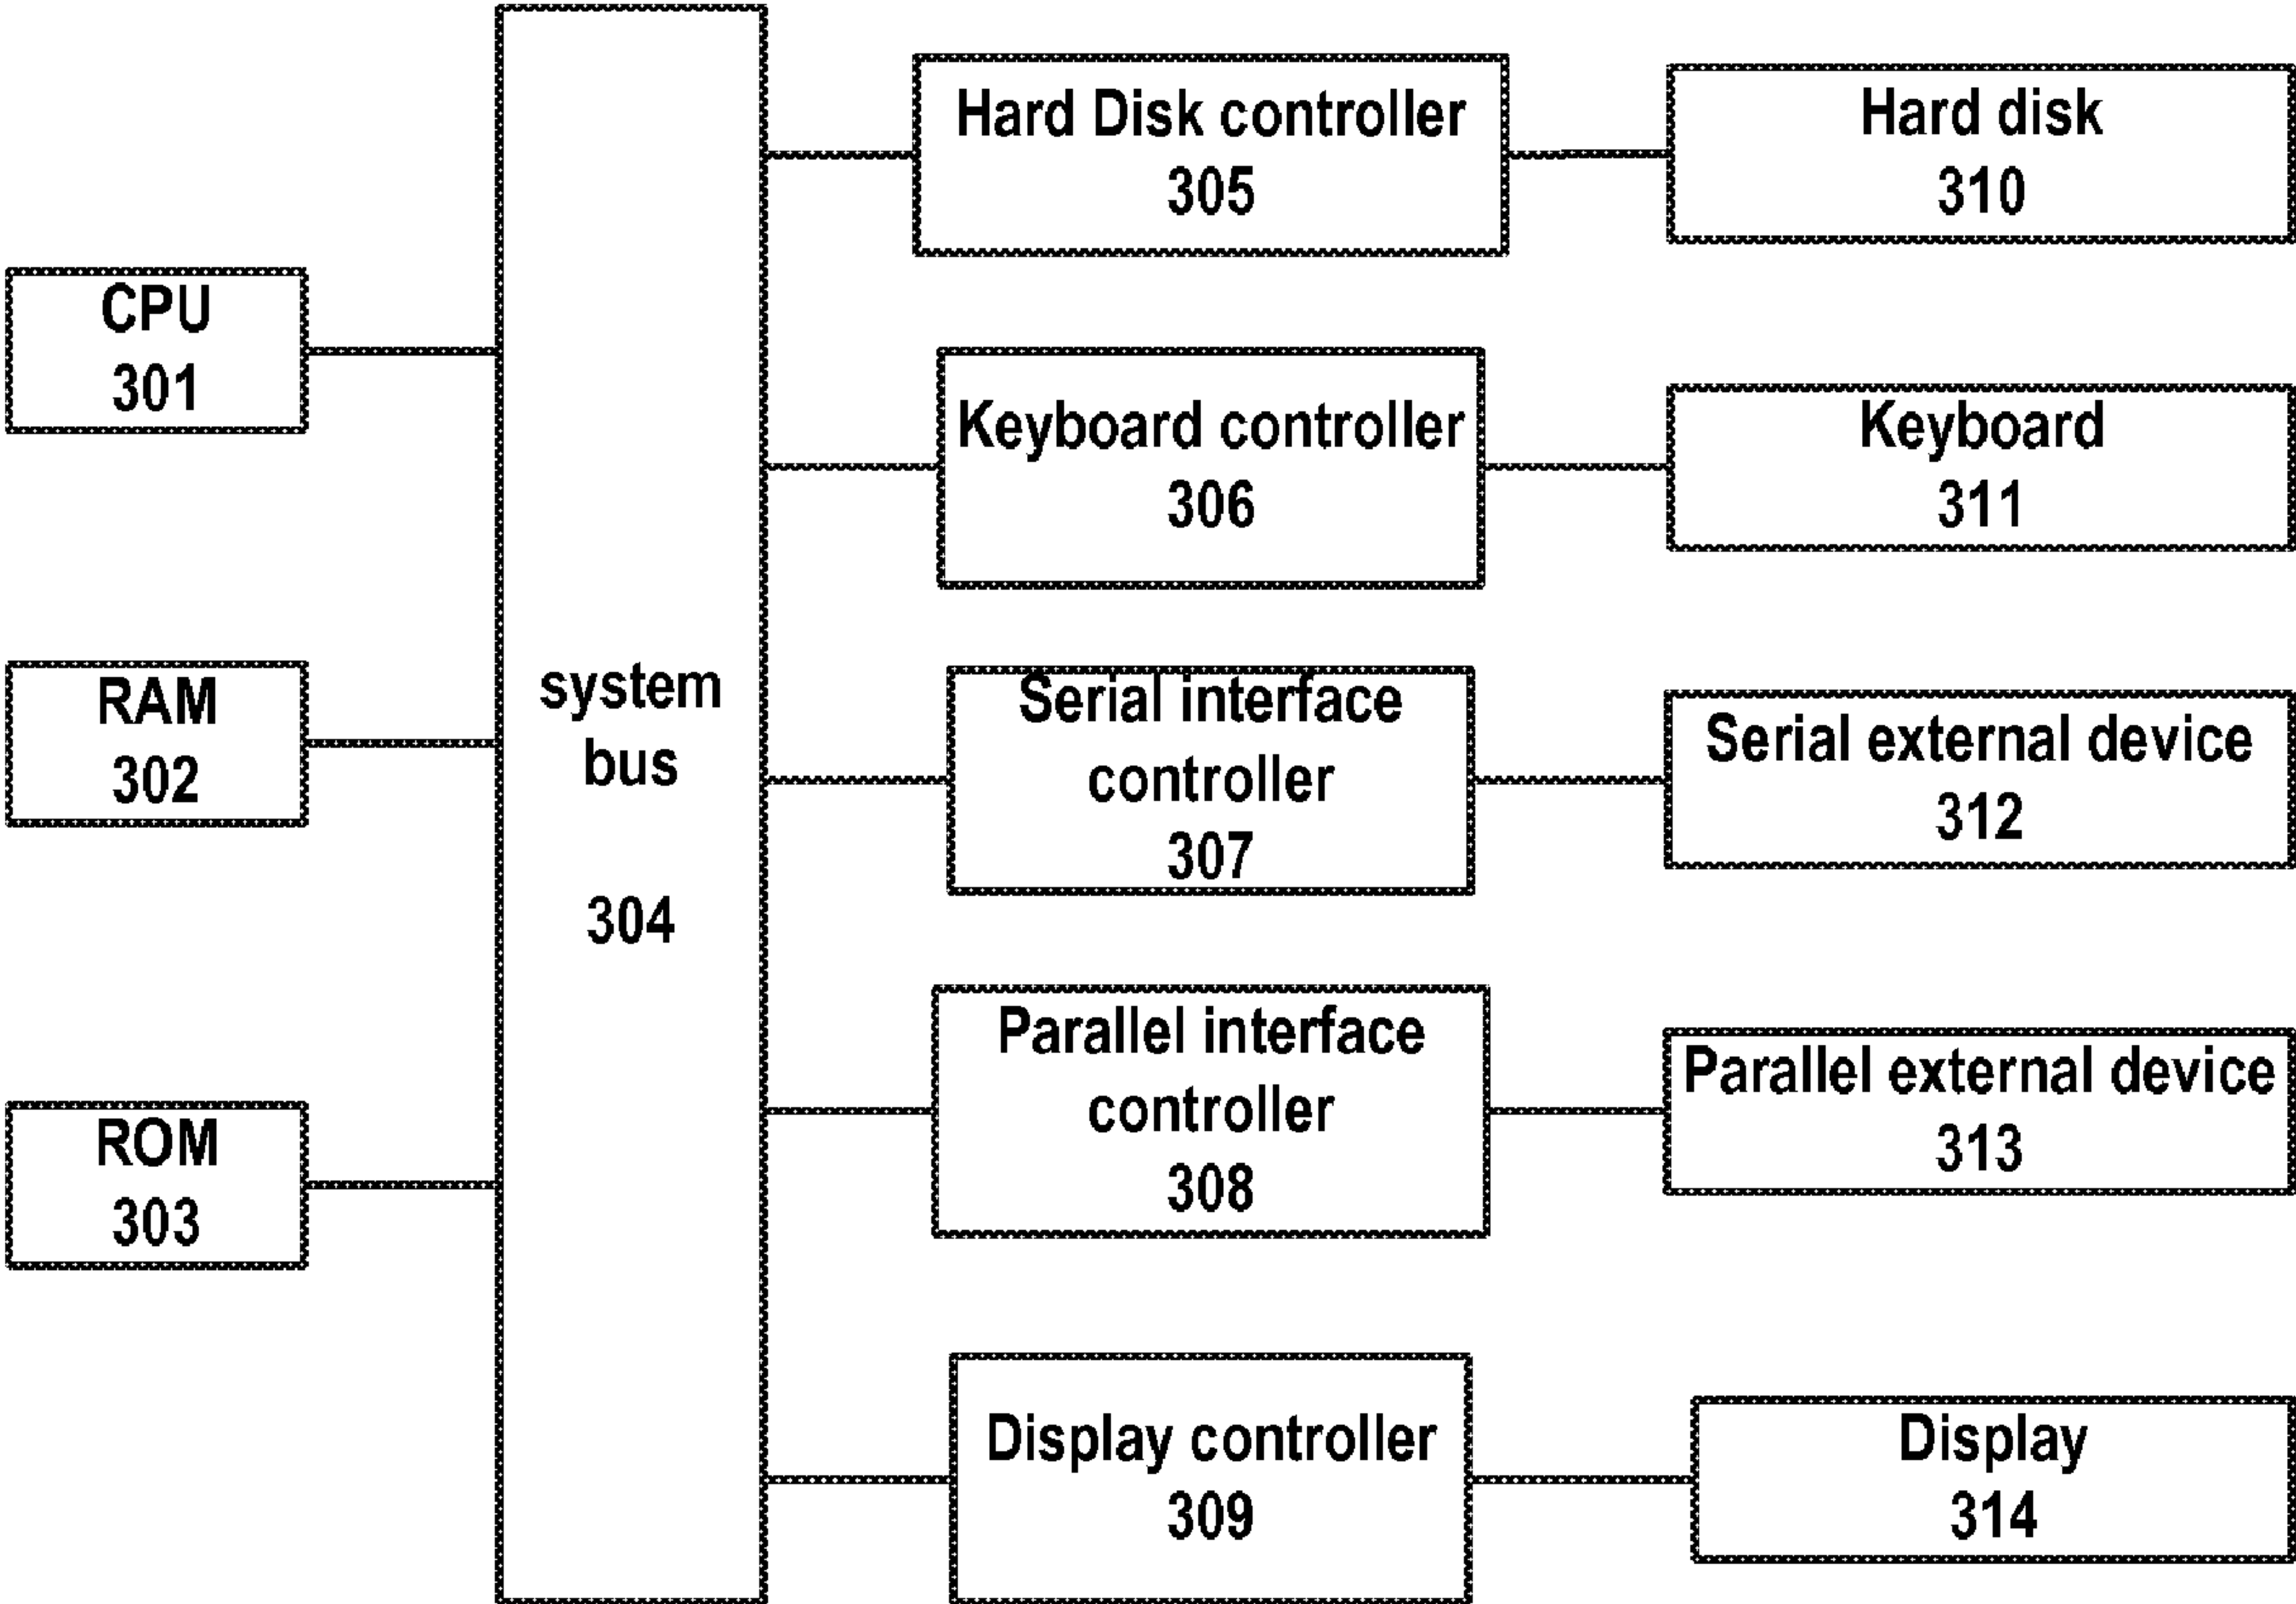 CPU
301
RAM
302
ROM
303
system
bus
304
Hard Disk controller
305
Hard disk
310
Keyboard controller
306
Keyboard
311
Serial interface
controller
307
Serial external device
312
Parallel interface
controller
308
Parallel external device
313
Display controller
309
Display
314